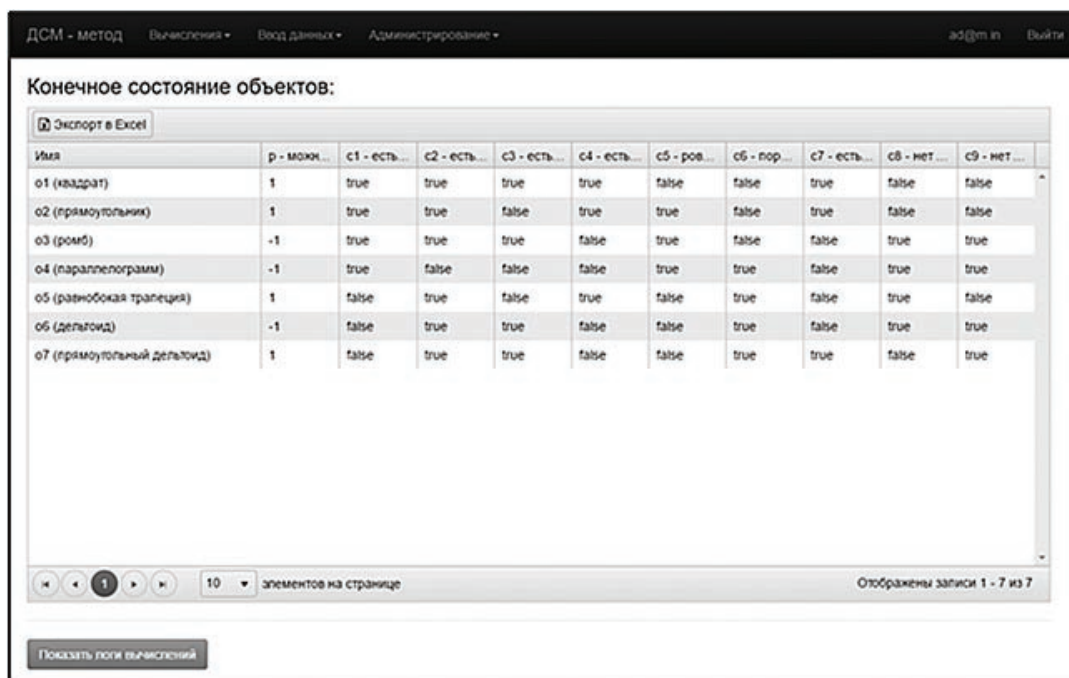 ДСМ - метод Вычисления Ввод данных Администрирование ad@m.in Выйти
Конечное состояние объектов:
Экспорт в Excel
Имя p - можн... c1 - есть... c2 - есть... c3 - есть... c4 - есть... c5 - ров... c6 - пор... c7 - есть... c8 - нет ... c9 - нет ...
o1 (квадрат) 1 true true true true false false true false false
o2 (прямоугольник) 1 true true false true true false true false false
o3 (ромб) -1 true true true false true false false true true
o4 (параллелограмм) -1 true false false false true true false true true
o5 (равнобокая трапеция) 1 false true false true false true true true false
o6 (дельтоид) -1 false true true false true true false true true
o7 (прямоугольный дельтоид) 1 false true true false false true true false true
1 10 элементов на странице Отображены записи 1 - 7 из 7
Показать логи вычислений